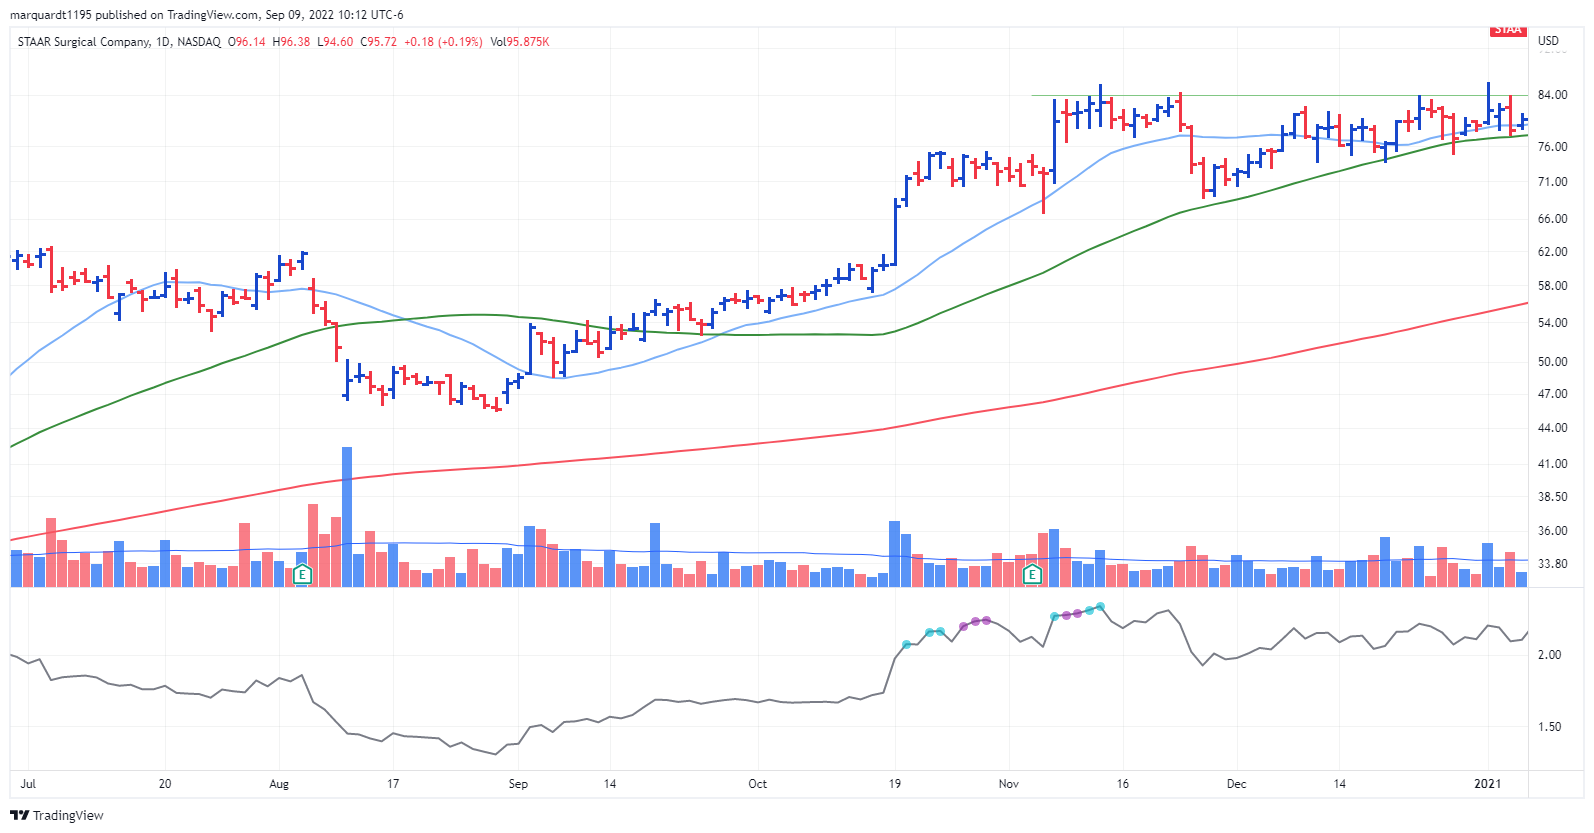 marquardt1195 published on TradingView.com, Sep 09, 2022 10:12 UTC-6
STAAR Surgical Company, 1D, NASDAQ O96.14 H96.38 L94.60 C95.72 +0.18 (+0.19%) Vol95.875K
STAA
USD
84.00
76.00
71.00
66.00
62.00
58.00
54.00
50.00
47.00
44.00
41.00
38.50
36.00
33.80
E
E
2.00
1.50
Jul 20 Aug 17 Sep 14 Oct 19 Nov 16 Dec 14 2021
TradingView